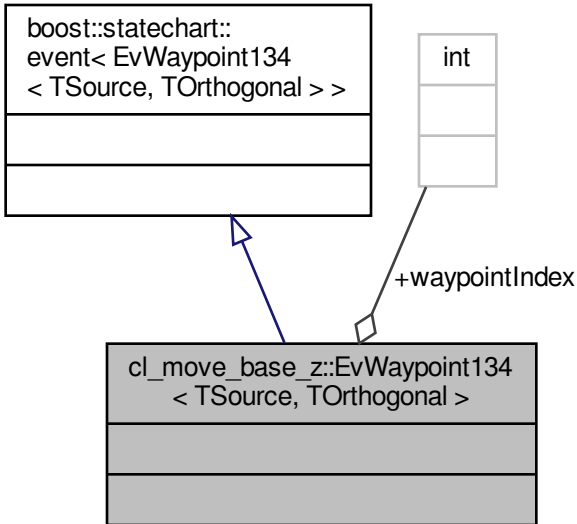 boost::statechart::
event< EvWaypoint134
< TSource, TOrthogonal > >
int
+waypointIndex
cl_move_base_z::EvWaypoint134
< TSource, TOrthogonal >